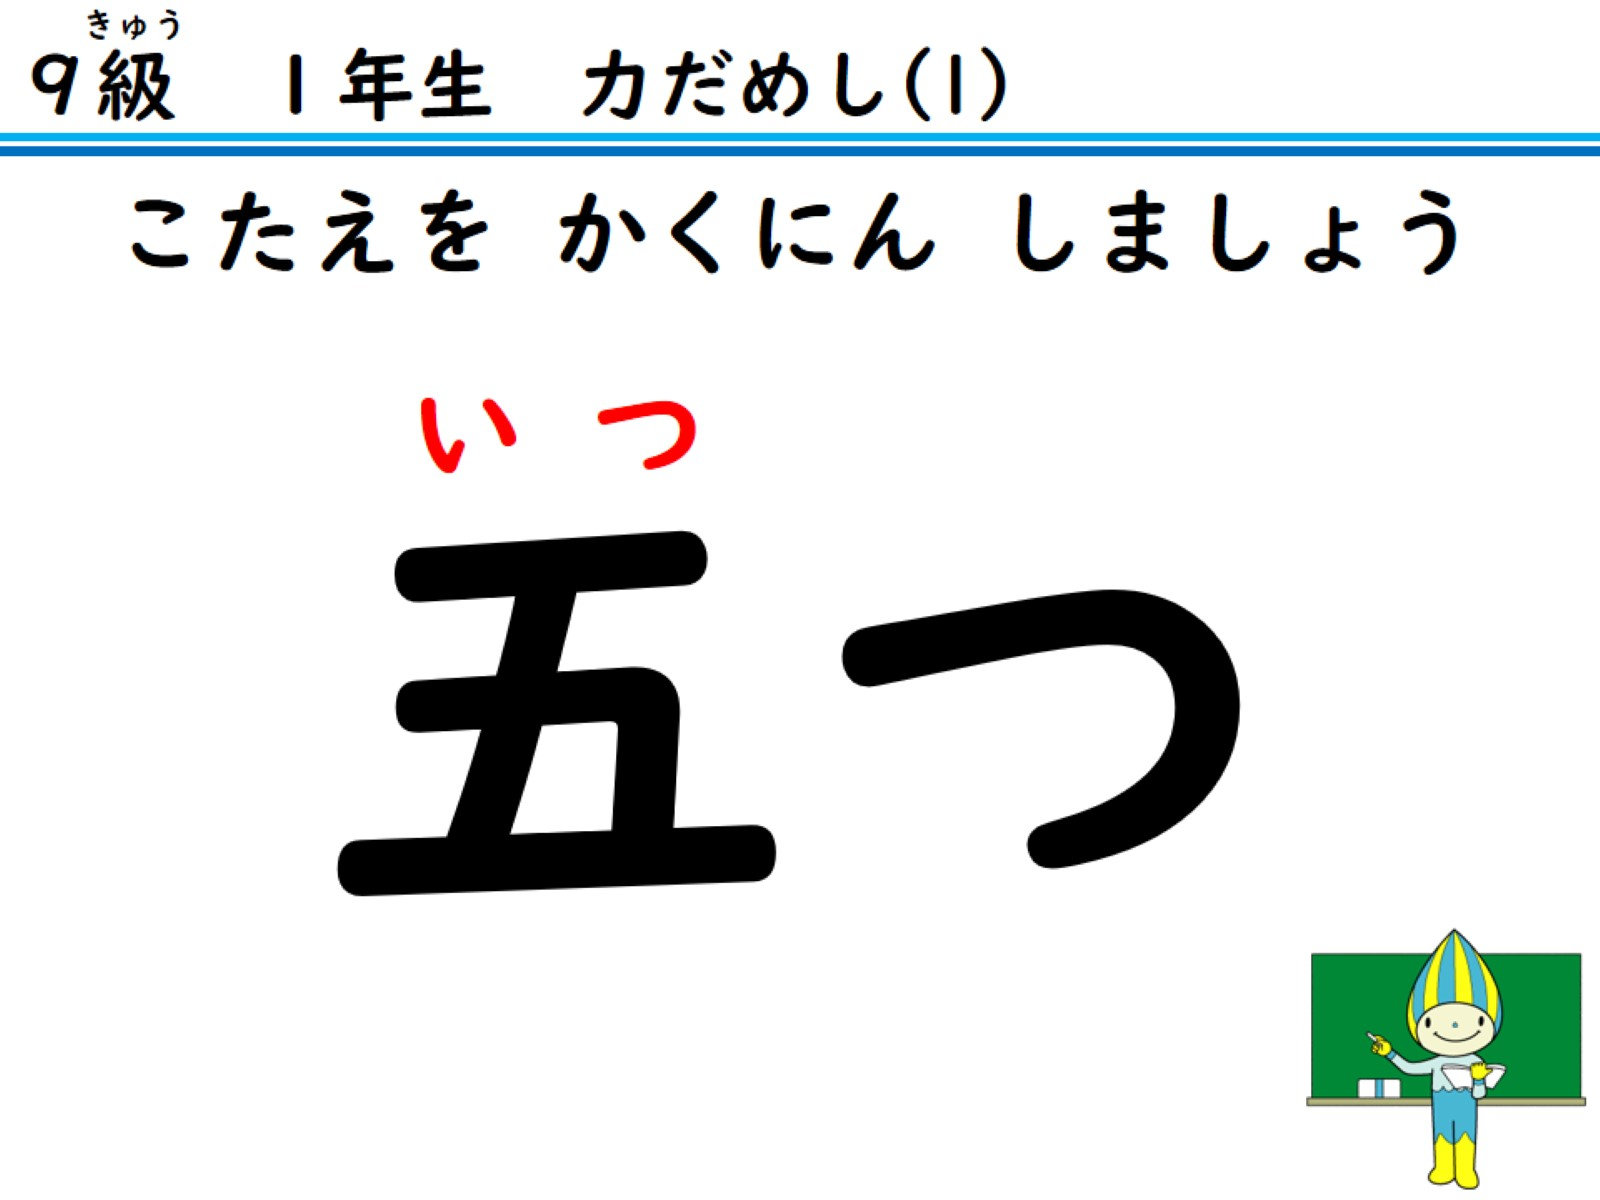 きゅう
9級　1年生　力だめし(1)
こたえを かくにん しましょう
いつ
五つ